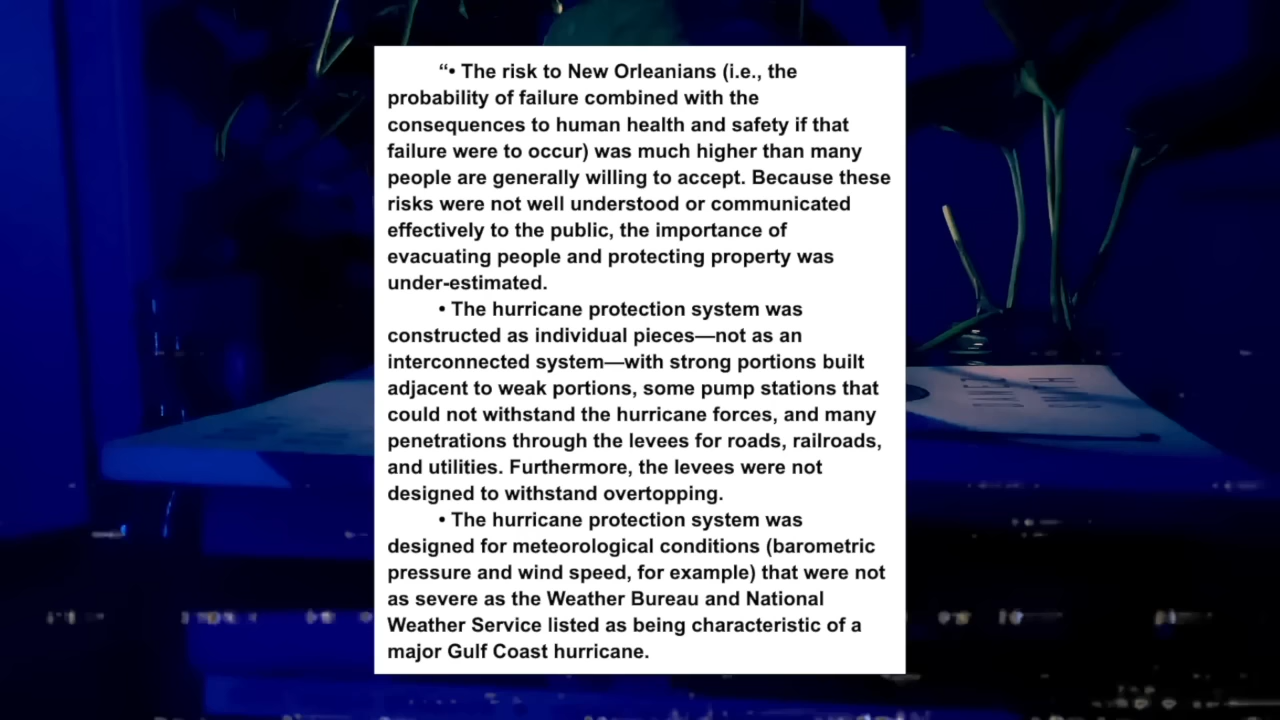 “• The risk to New Orleanians (i.e., the
probability of failure combined with the
consequences to human health and safety if that
failure were to occur) was much higher than many
people are generally willing to accept. Because these
risks were not well understood or communicated
effectively to the public, the importance of
evacuating people and protecting property was
under-estimated.
• The hurricane protection system was
constructed as individual pieces—not as an
interconnected system—with strong portions built
adjacent to weak portions, some pump stations that
could not withstand the hurricane forces, and many
penetrations through the levees for roads, railroads,
and utilities. Furthermore, the levees were not
designed to withstand overtopping.
• The hurricane protection system was
designed for meteorological conditions (barometric
pressure and wind speed, for example) that were not
as severe as the Weather Bureau and National
Weather Service listed as being characteristic of a
major Gulf Coast hurricane.